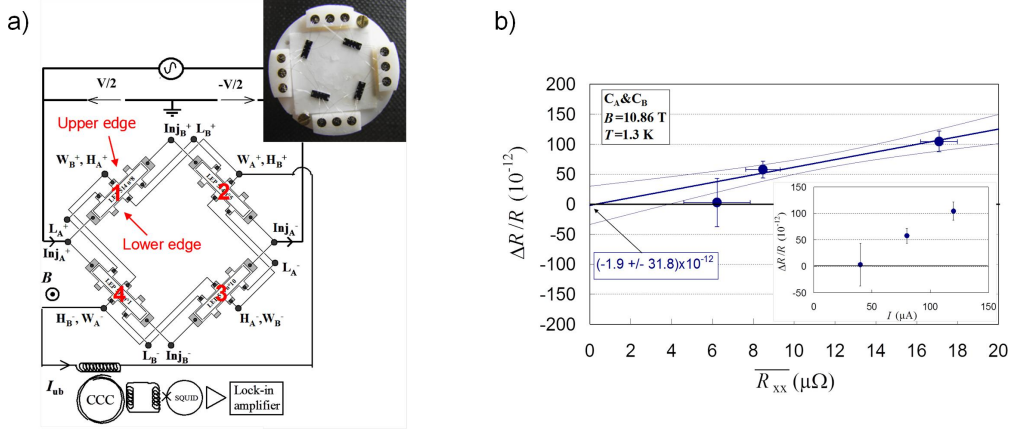 a)
V/2
-V/2
Upper edge
Inj_B^+
L_B^+
W_B^+, H_A^+
W_A^+, H_B^+
1
2
Lower edge
L_A^+
Inj_A^+
Inj_A^-
L_A^-
B
4
3
LEP
H_B^-, W_A^-
H_A^-, W_B^-
L_B^-
Inj_B^-
I_ub
CCC
SQUID
Lock-in
amplifier
b)
ΔR/R (10^-12)
200
150
100
50
0
-50
-100
-150
-200
C_A&C_B
B=10.86 T
T=1.3 K
(-1.9 +/- 31.8)x10^-12
ΔR/R (10^-12)
150
100
50
0
-50
0 50 100 150
I (μA)
0 2 4 6 8 10 12 14 16 18 20
R_xx (μΩ)